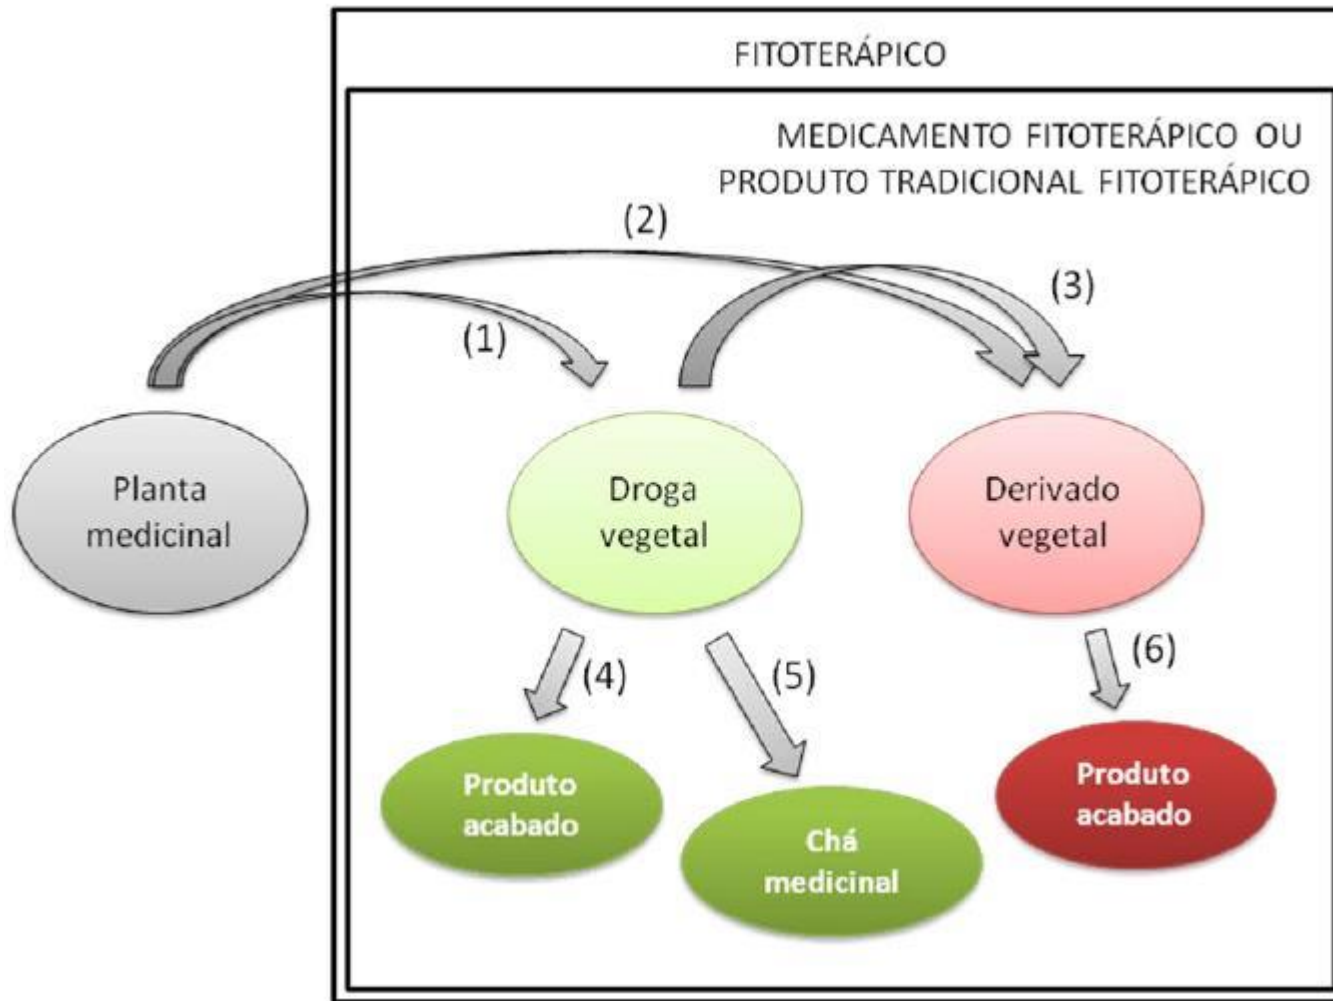 FITOTERÁPICO
MEDICAMENTO FITOTERÁPICO OU
PRODUTO TRADICIONAL FITOTERÁPICO
(2)
(3)
(1)
Planta
medicinal
Droga
vegetal
Derivado
vegetal
(4)
(5)
(6)
Produto
acabado
Chá
medicinal
Produto
acabado